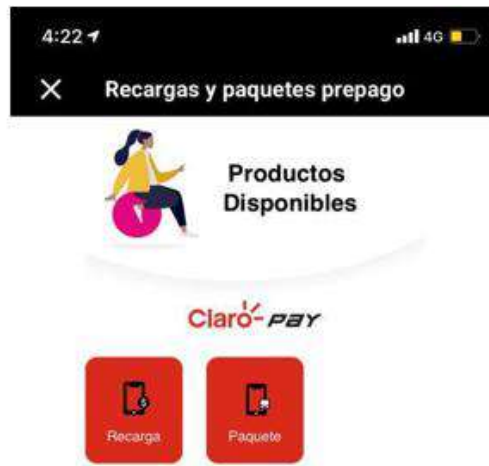 4:22
4G
Recargas y paquetes prepago
Productos
Disponibles
Claro-pay
Recarga
Paquete